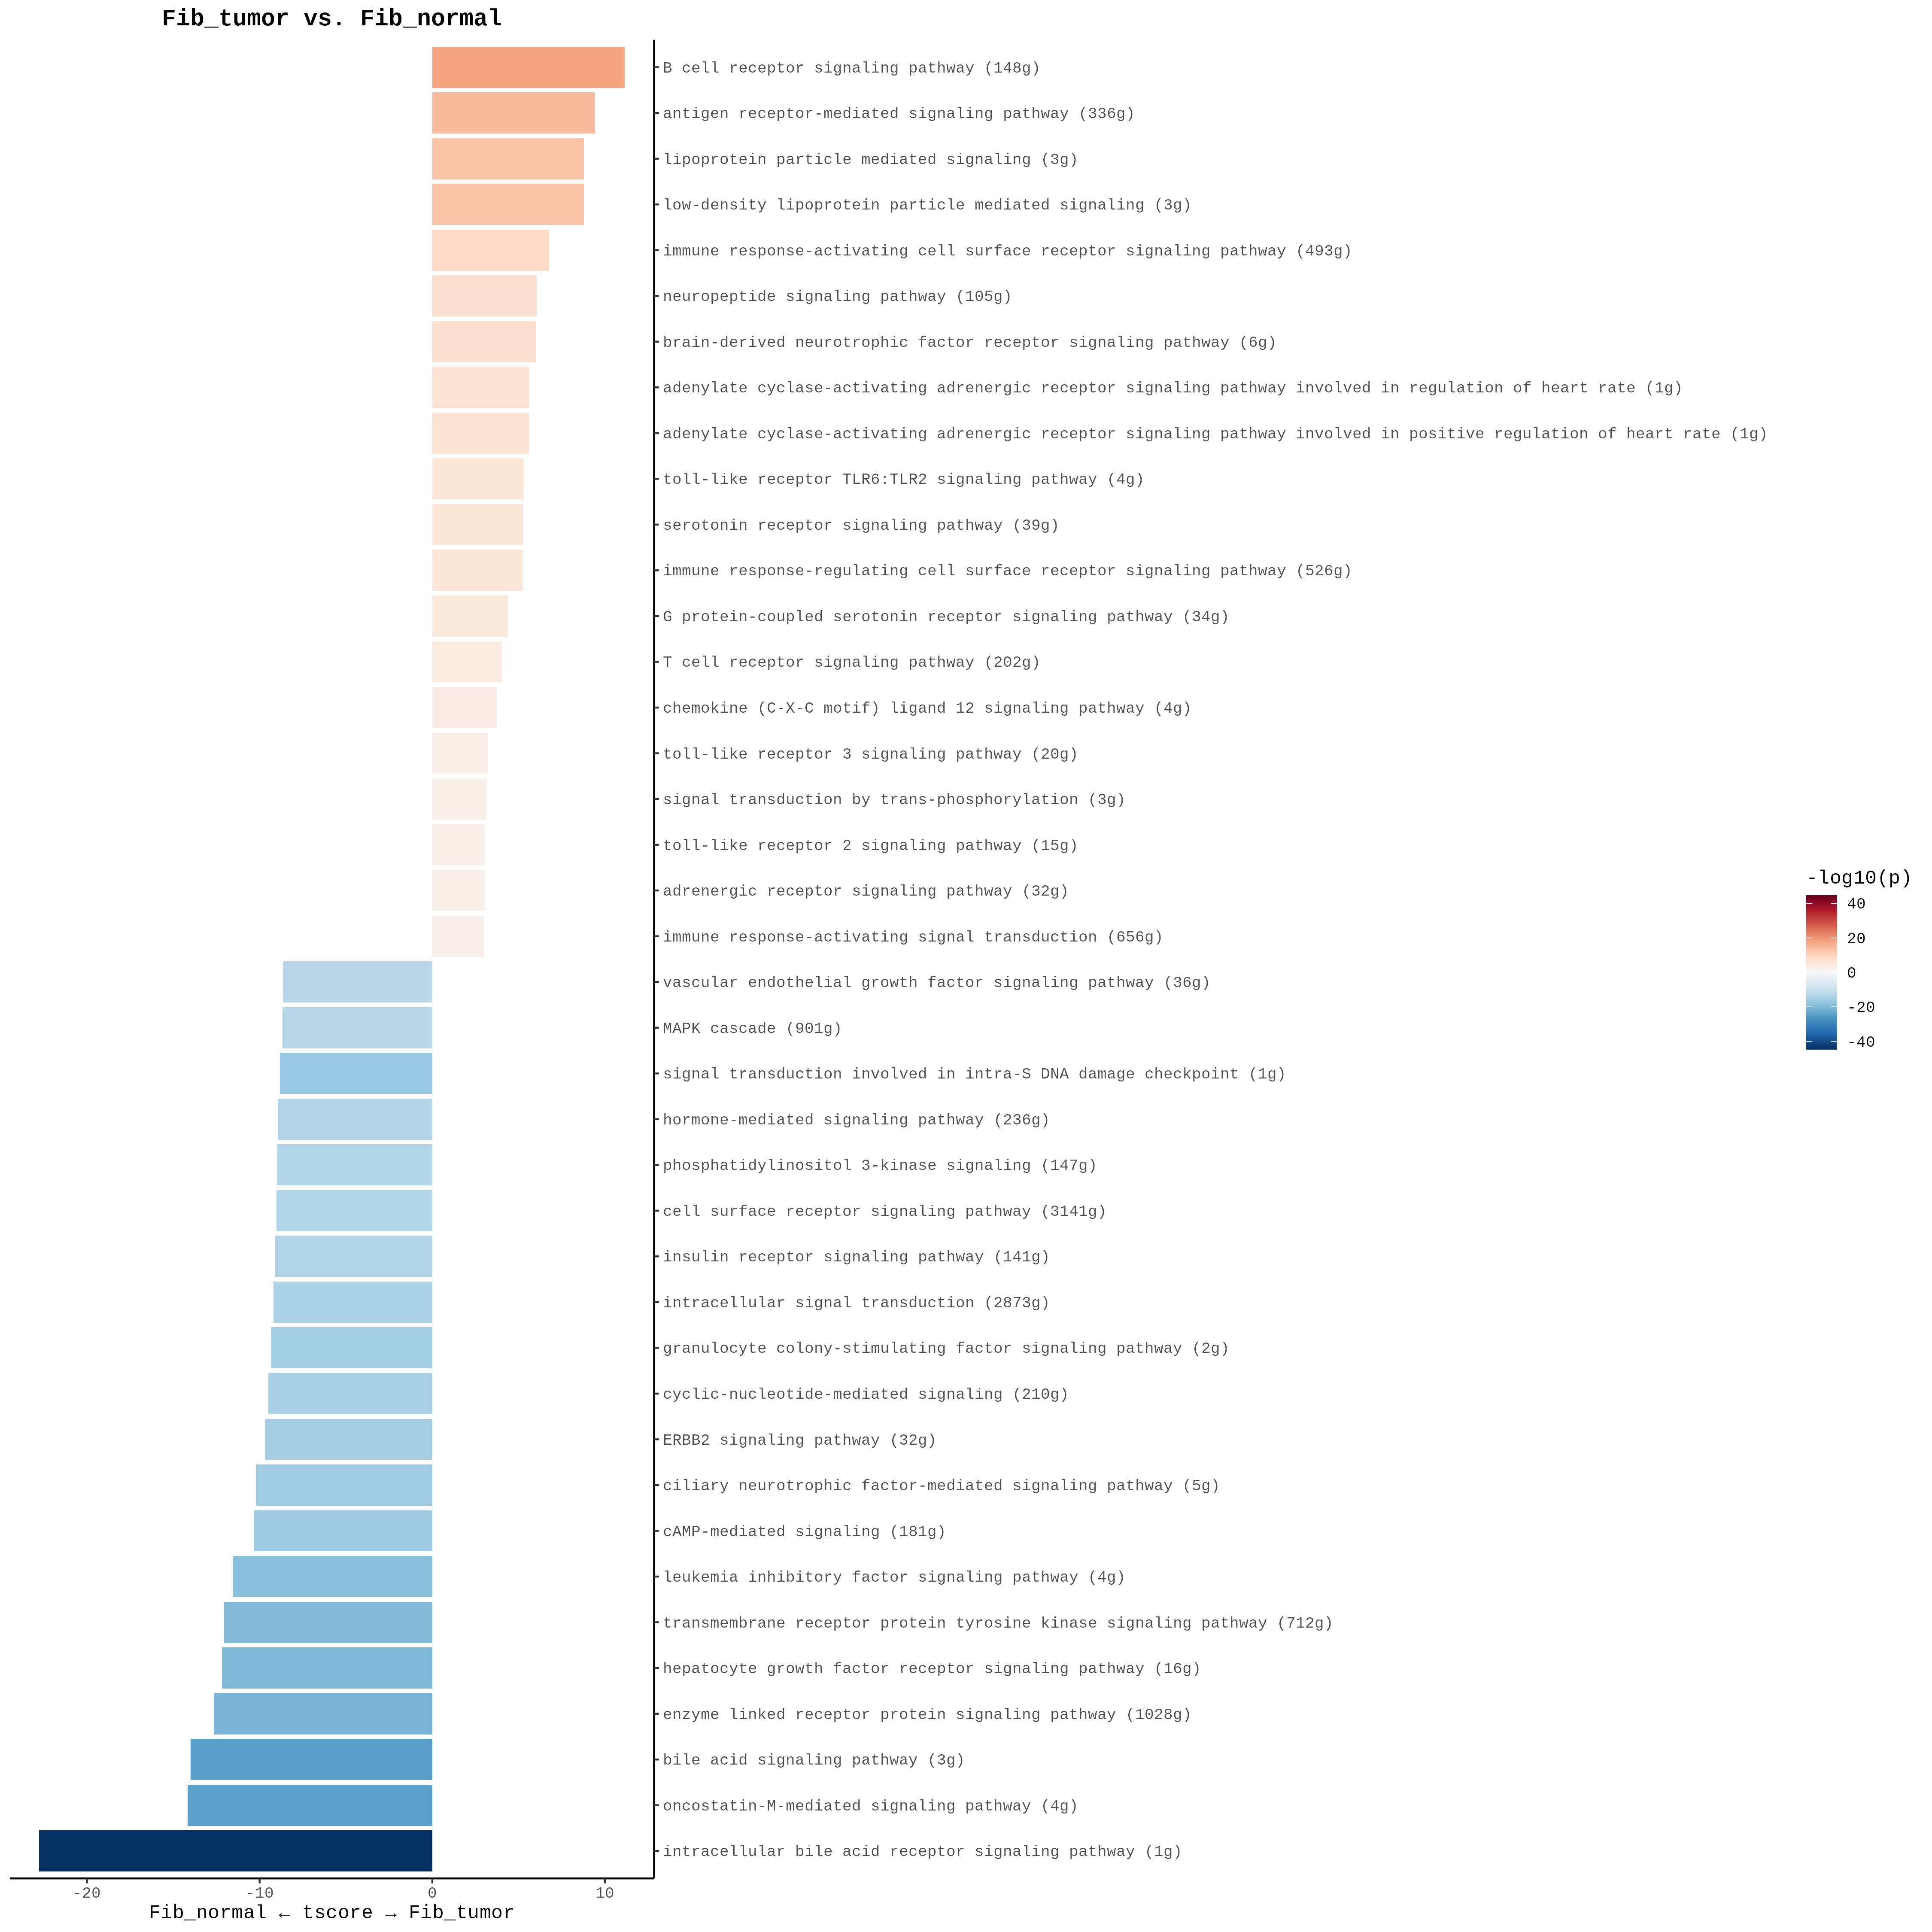 Fib_tumor vs. Fib_normal
B cell receptor signaling pathway (148g)
antigen receptor-mediated signaling pathway (336g)
lipoprotein particle mediated signaling (3g)
low-density lipoprotein particle mediated signaling (3g)
immune response-activating cell surface receptor signaling pathway (493g)
neuropeptide signaling pathway (105g)
brain-derived neurotrophic factor receptor signaling pathway (6g)
adenylate cyclase-activating adrenergic receptor signaling pathway involved in regulation of heart rate (1g)
adenylate cyclase-activating adrenergic receptor signaling pathway involved in positive regulation of heart rate (1g)
toll-like receptor TLR6:TLR2 signaling pathway (4g)
serotonin receptor signaling pathway (39g)
immune response-regulating cell surface receptor signaling pathway (526g)
G protein-coupled serotonin receptor signaling pathway (34g)
T cell receptor signaling pathway (202g)
chemokine (C-X-C motif) ligand 12 signaling pathway (4g)
toll-like receptor 3 signaling pathway (20g)
signal transduction by trans-phosphorylation (3g)
toll-like receptor 2 signaling pathway (15g)
adrenergic receptor signaling pathway (32g)
immune response-activating signal transduction (656g)
vascular endothelial growth factor signaling pathway (36g)
MAPK cascade (901g)
signal transduction involved in intra-S DNA damage checkpoint (1g)
hormone-mediated signaling pathway (236g)
phosphatidylinositol 3-kinase signaling (147g)
cell surface receptor signaling pathway (3141g)
insulin receptor signaling pathway (141g)
intracellular signal transduction (2873g)
granulocyte colony-stimulating factor signaling pathway (2g)
cyclic-nucleotide-mediated signaling (210g)
ERBB2 signaling pathway (32g)
ciliary neurotrophic factor-mediated signaling pathway (5g)
cAMP-mediated signaling (181g)
leukemia inhibitory factor signaling pathway (4g)
transmembrane receptor protein tyrosine kinase signaling pathway (712g)
hepatocyte growth factor receptor signaling pathway (16g)
enzyme linked receptor protein signaling pathway (1028g)
bile acid signaling pathway (3g)
oncostatin-M-mediated signaling pathway (4g)
intracellular bile acid receptor signaling pathway (1g)
-20 -10 0 10
Fib_normal ← tscore → Fib_tumor
-log10(p)
40
20
0
-20
-40